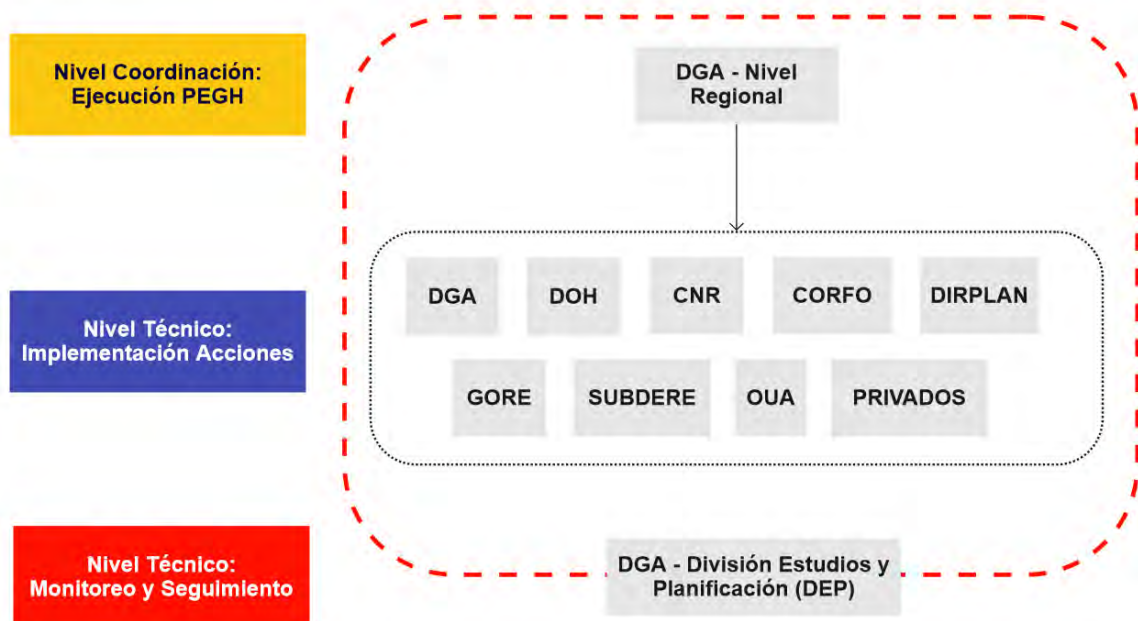 Nivel Coordinación:
Ejecución PEGH
DGA - Nivel
Regional
Nivel Técnico:
Implementación Acciones
DGA
DOH
CNR
CORFO
DIRPLAN
GORE
SUBDERE
OUA
PRIVADOS
Nivel Técnico:
Monitoreo y Seguimiento
DGA - División Estudios y
Planificación (DEP)